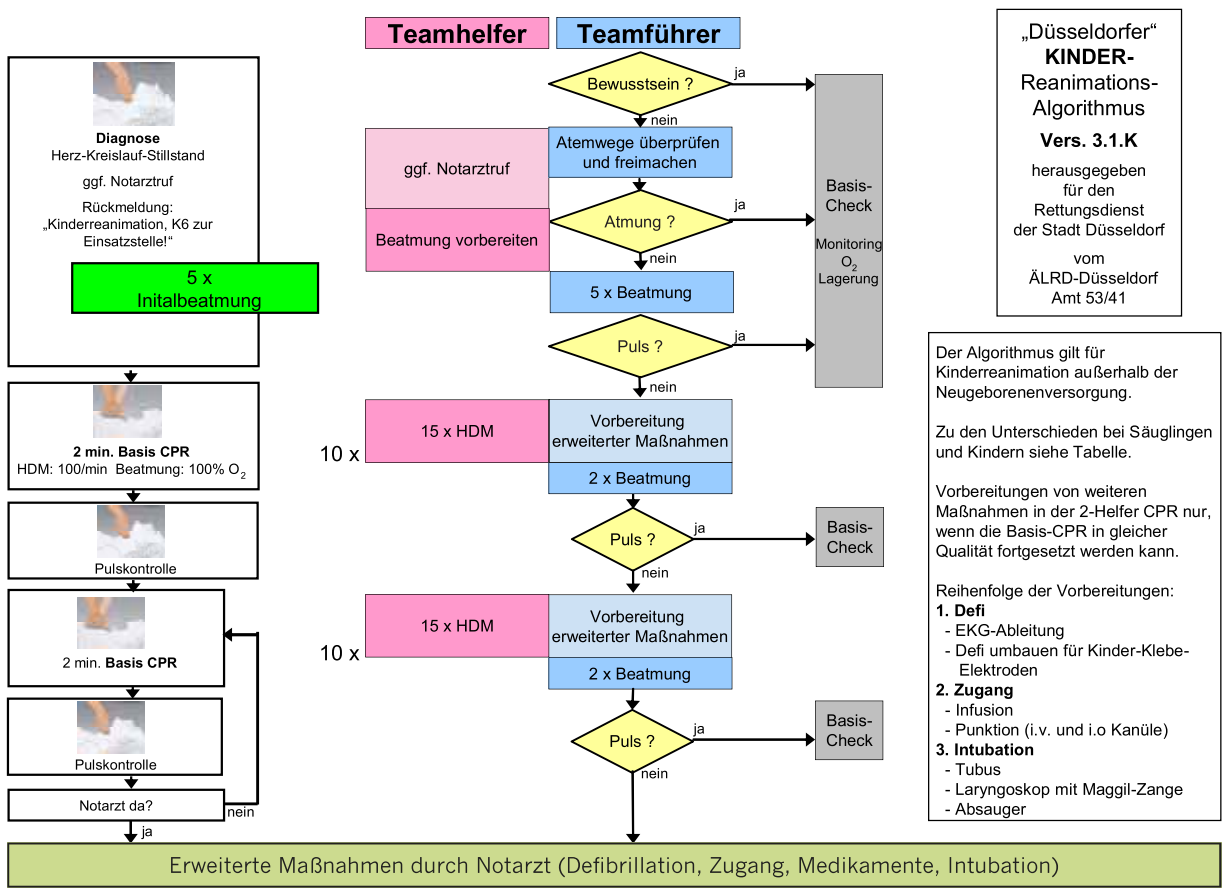 Teamhelfer
Teamführer
„Düsseldorfer“
KINDER-
Reanimations-
Algorithmus
Vers. 3.1.K
herausgegeben
für den
Rettungsdienst
der Stadt Düsseldorf
vom
ÄLRD-Düsseldorf
Amt 53/41
Diagnose
Herz-Kreislauf-Stillstand
ggf. Notarztruf
Rückmeldung:
„Kinderreanimation, K6 zur
Einsatzstelle!“
5 x
Initalbeatmung
2 min. Basis CPR
HDM: 100/min Beatmung: 100% O2
Pulskontrolle
2 min. Basis CPR
Pulskontrolle
Notarzt da?
nein
ja
Bewusstsein ?
ja
nein
ggf. Notarztruf
Atemwege überprüfen
und freimachen
Beatmung vorbereiten
Atmung ?
ja
nein
5 x Beatmung
Puls ?
ja
nein
Basis-
Check
Monitoring
O2
Lagerung
10 x
15 x HDM
Vorbereitung
erweiterter Maßnahmen
2 x Beatmung
Puls ?
ja
nein
Basis-
Check
10 x
15 x HDM
Vorbereitung
erweiterter Maßnahmen
2 x Beatmung
Puls ?
ja
nein
Basis-
Check
Der Algorithmus gilt für
Kinderreanimation außerhalb der
Neugeborenenversorgung.
Zu den Unterschieden bei Säuglingen
und Kindern siehe Tabelle.
Vorbereitungen von weiteren
Maßnahmen in der 2-Helfer CPR nur,
wenn die Basis-CPR in gleicher
Qualität fortgesetzt werden kann.
Reihenfolge der Vorbereitungen:
1. Defi
- EKG-Ableitung
- Defi umbauen für Kinder-Klebe-
Elektroden
2. Zugang
- Infusion
- Punktion (i.v. und i.o Kanüle)
3. Intubation
- Tubus
- Laryngoskop mit Maggil-Zange
- Absauger
Erweiterte Maßnahmen durch Notarzt (Defibrillation, Zugang, Medikamente, Intubation)